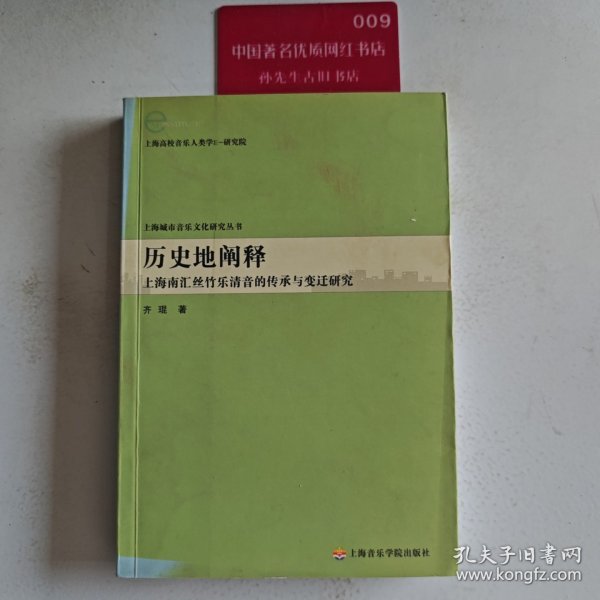 009
中国著名优质网红书店
孙先生古旧书店
e
上海高校音乐人类学E-研究院
上海城市音乐文化研究丛书
历史地阐释
上海南汇丝竹乐清音的传承与变迁研究
齐琨 著
上海音乐学院出版社
孔夫子旧书网
www.kongfz.com